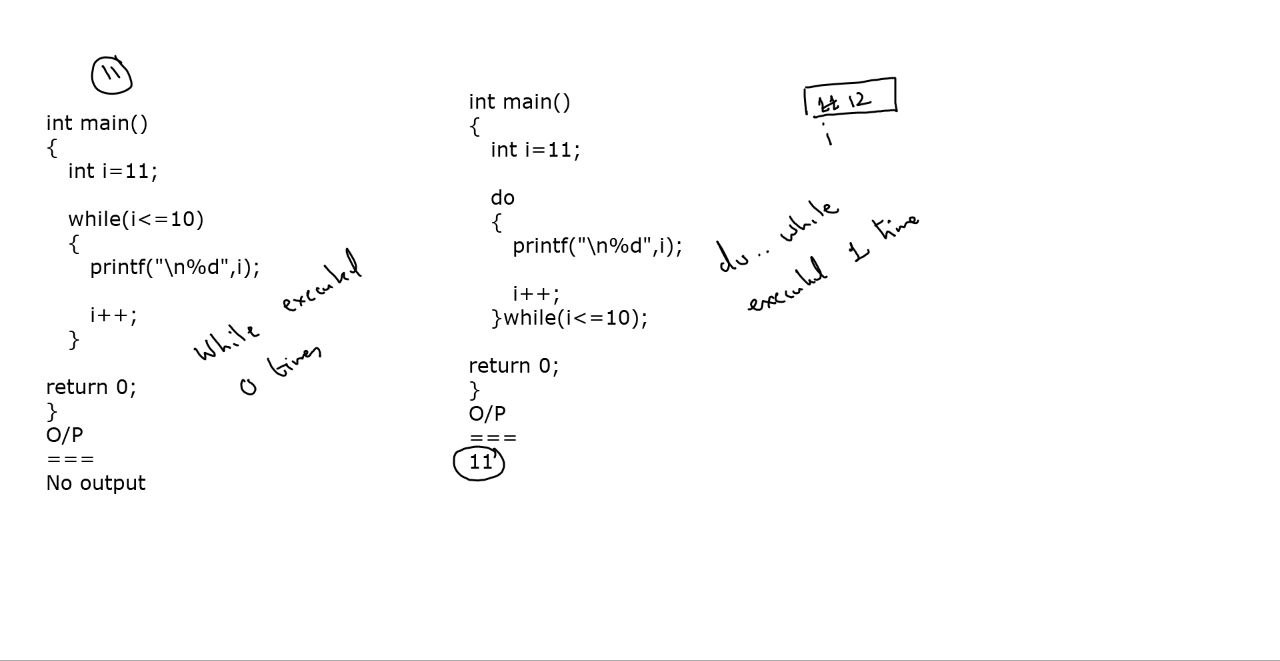 11
int main()
{
int i=11;
while(i<=10)
{
printf("\n%d",i);
i++;
}
while executed
0 times
return 0;
}
O/P
===
No output
int main()
{
int i=11;
do
{
printf("\n%d",i);
i++;
}while(i<=10);
return 0;
}
O/P
===
11
11 12
i
do.. while
executed 1 time